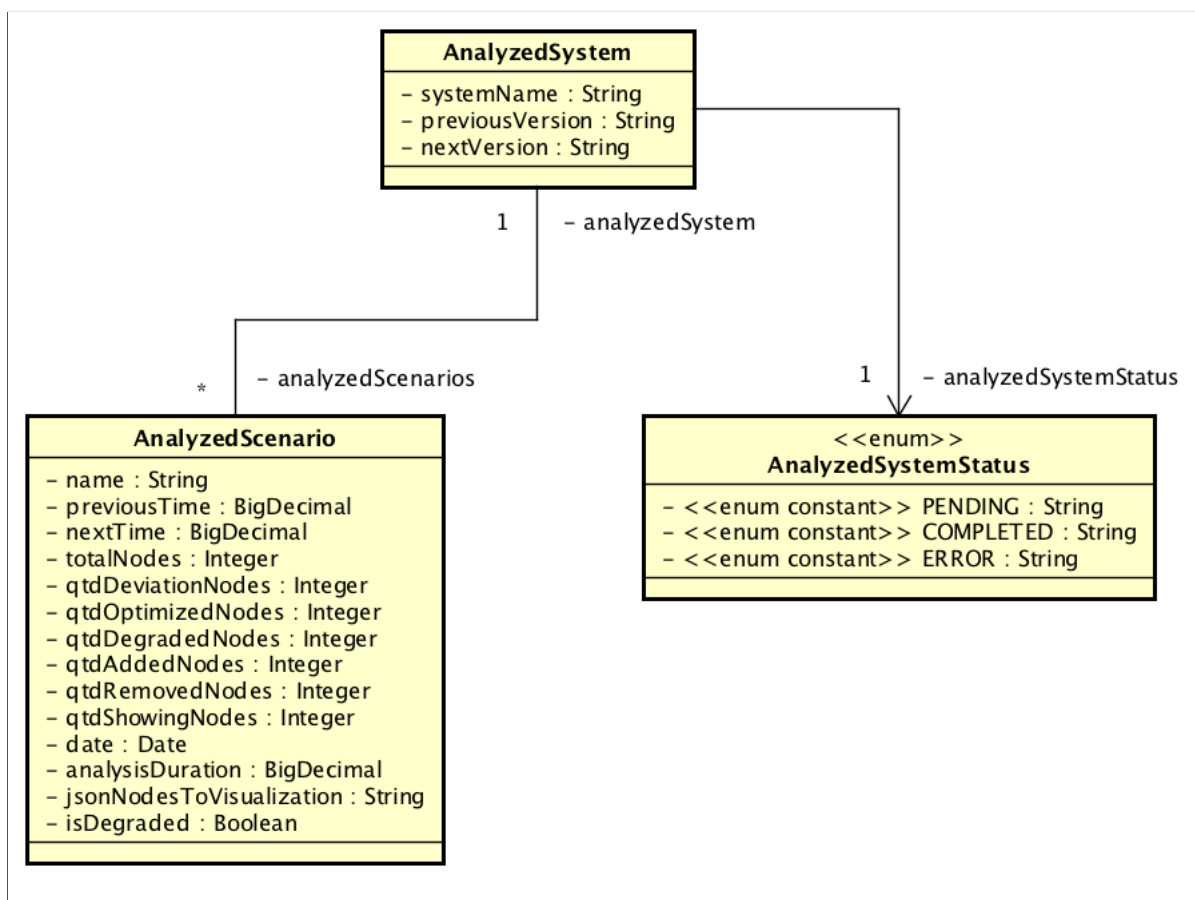 AnalyzedSystem
– systemName : String
– previousVersion : String
– nextVersion : String
1
– analyzedSystem
*
– analyzedScenarios
1
– analyzedSystemStatus
AnalyzedScenario
– name : String
– previousTime : BigDecimal
– nextTime : BigDecimal
– totalNodes : Integer
– qtdDeviationNodes : Integer
– qtdOptimizedNodes : Integer
– qtdDegradedNodes : Integer
– qtdAddedNodes : Integer
– qtdRemovedNodes : Integer
– qtdShowingNodes : Integer
– date : Date
– analysisDuration : BigDecimal
– jsonNodesToVisualization : String
– isDegraded : Boolean
<<enum>>
AnalyzedSystemStatus
– <<enum constant>> PENDING : String
– <<enum constant>> COMPLETED : String
– <<enum constant>> ERROR : String